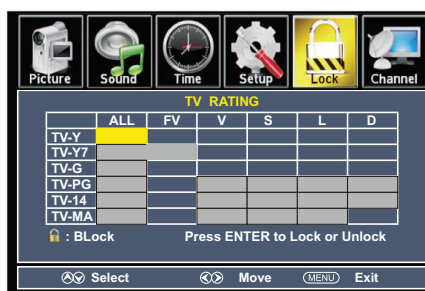 Picture Sound Time Setup Lock Channel
TV RATING
ALL FV V S L D
TV-Y
TV-Y7
TV-G
TV-PG
TV-14
TV-MA
: BLock Press ENTER to Lock or Unlock
Select Move MENU Exit